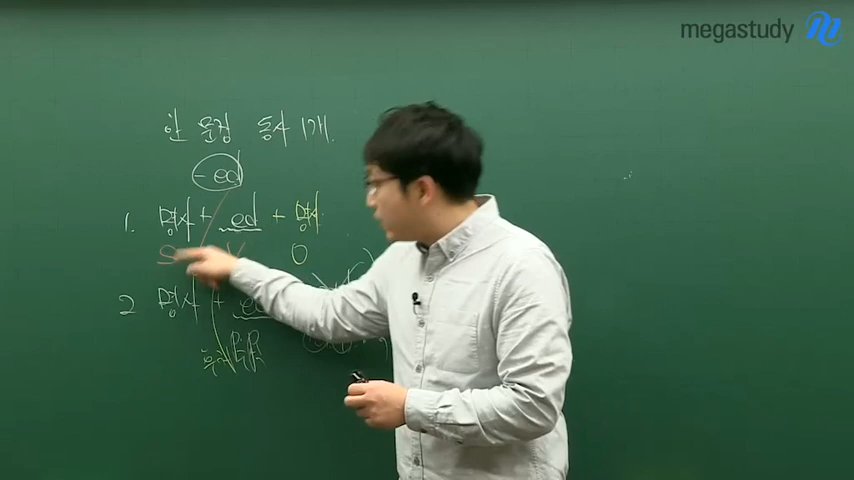 megastudy
한 문장 동사 1개.
-ed
1. 명사 + ed + 명사
S V O
2 명사 + ed